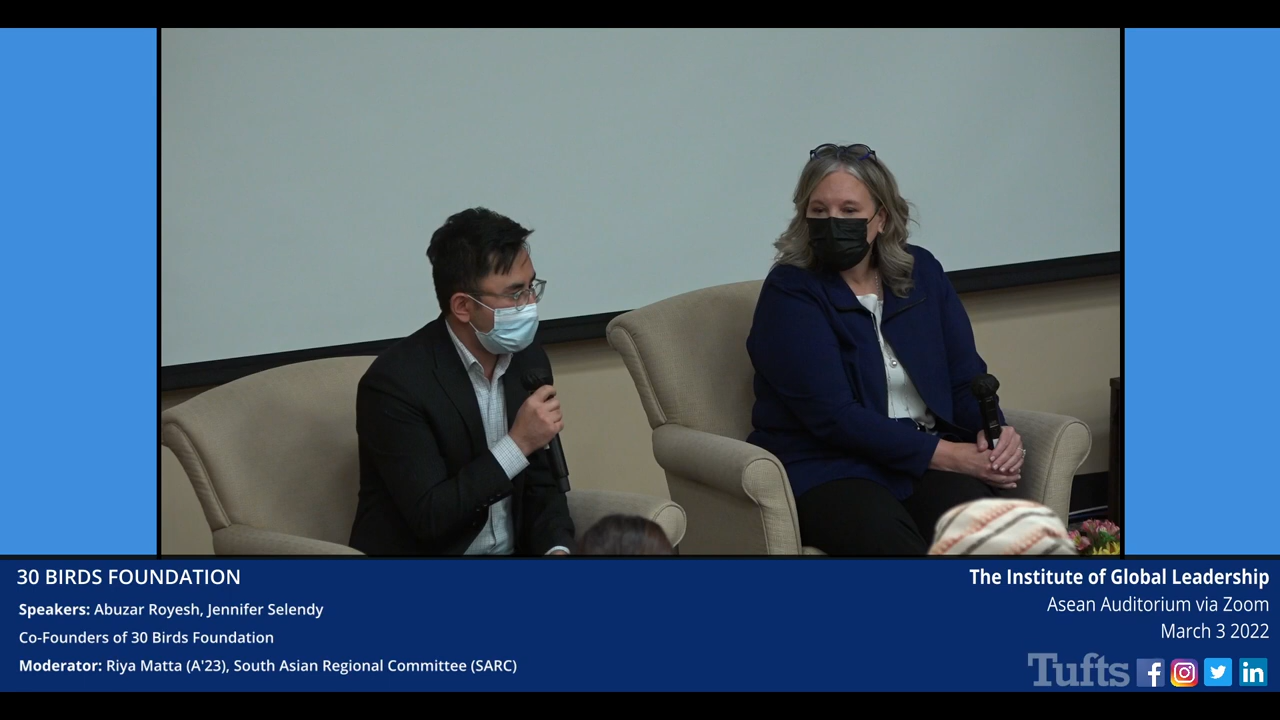 30 BIRDS FOUNDATION
Speakers: Abuzar Royesh, Jennifer Selendy
Co-Founders of 30 Birds Foundation
Moderator: Riya Matta (A'23), South Asian Regional Committee (SARC)
The Institute of Global Leadership
Asean Auditorium via Zoom
March 3 2022
Tufts